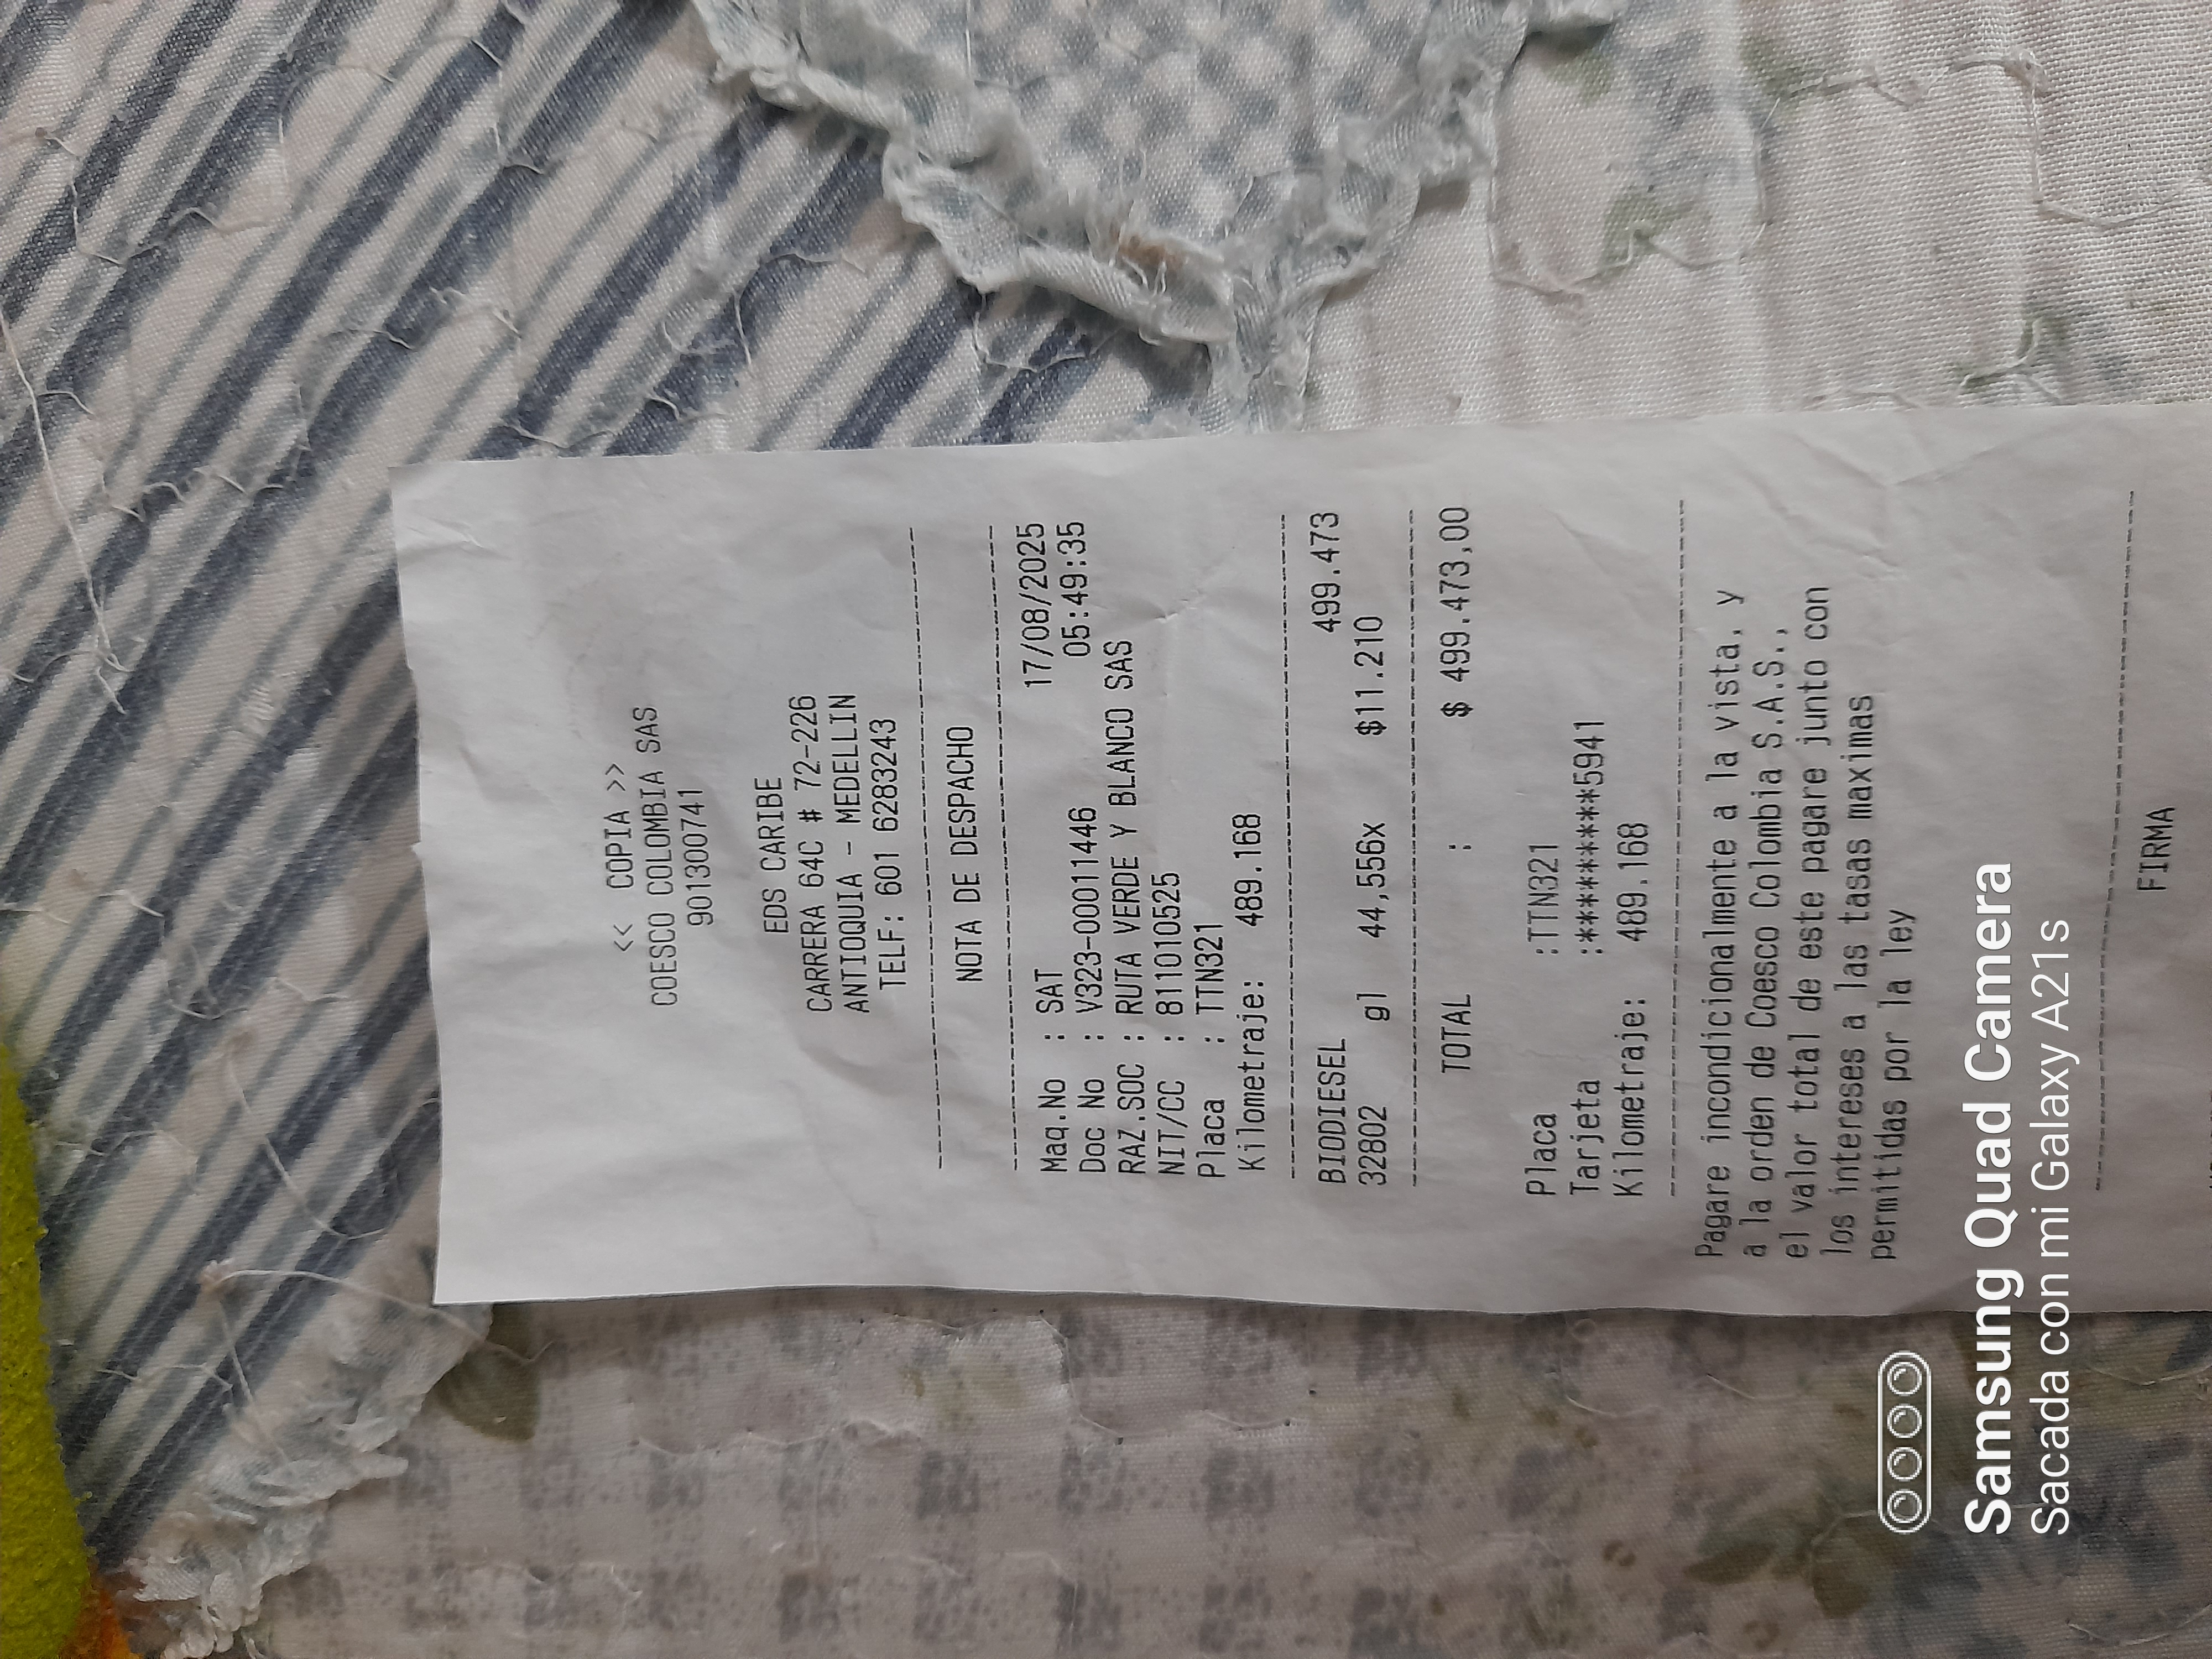 << COPIA >>
COESCO COLOMBIA SAS
901300741
EDS CARIBE
CARRERA 64C # 72-226
ANTIOQUIA - MEDELLIN
TELF: 601 6283243
NOTA DE DESPACHO
Maq.No : SAT 17/08/2025
Doc No : V323-00011446 05:49:35
RAZ.SOC : RUTA VERDE Y BLANCO SAS
NIT/CC : 811010525
Placa : TTN321
Kilometraje: 489.168
BIODIESEL 499.473
32802 gl 44,556x $11.210
TOTAL : $ 499.473,00
Placa :TTN321
Tarjeta :*********5941
Kilometraje: 489.168
Pagare incondicionalmente a la vista, y
a la orden de Coesco Colombia S.A.S.,
el valor total de este pagare junto con
los intereses a las tasas maximas
permitidas por la ley
FIRMA
Samsung Quad Camera
Sacada con mi Galaxy A21s